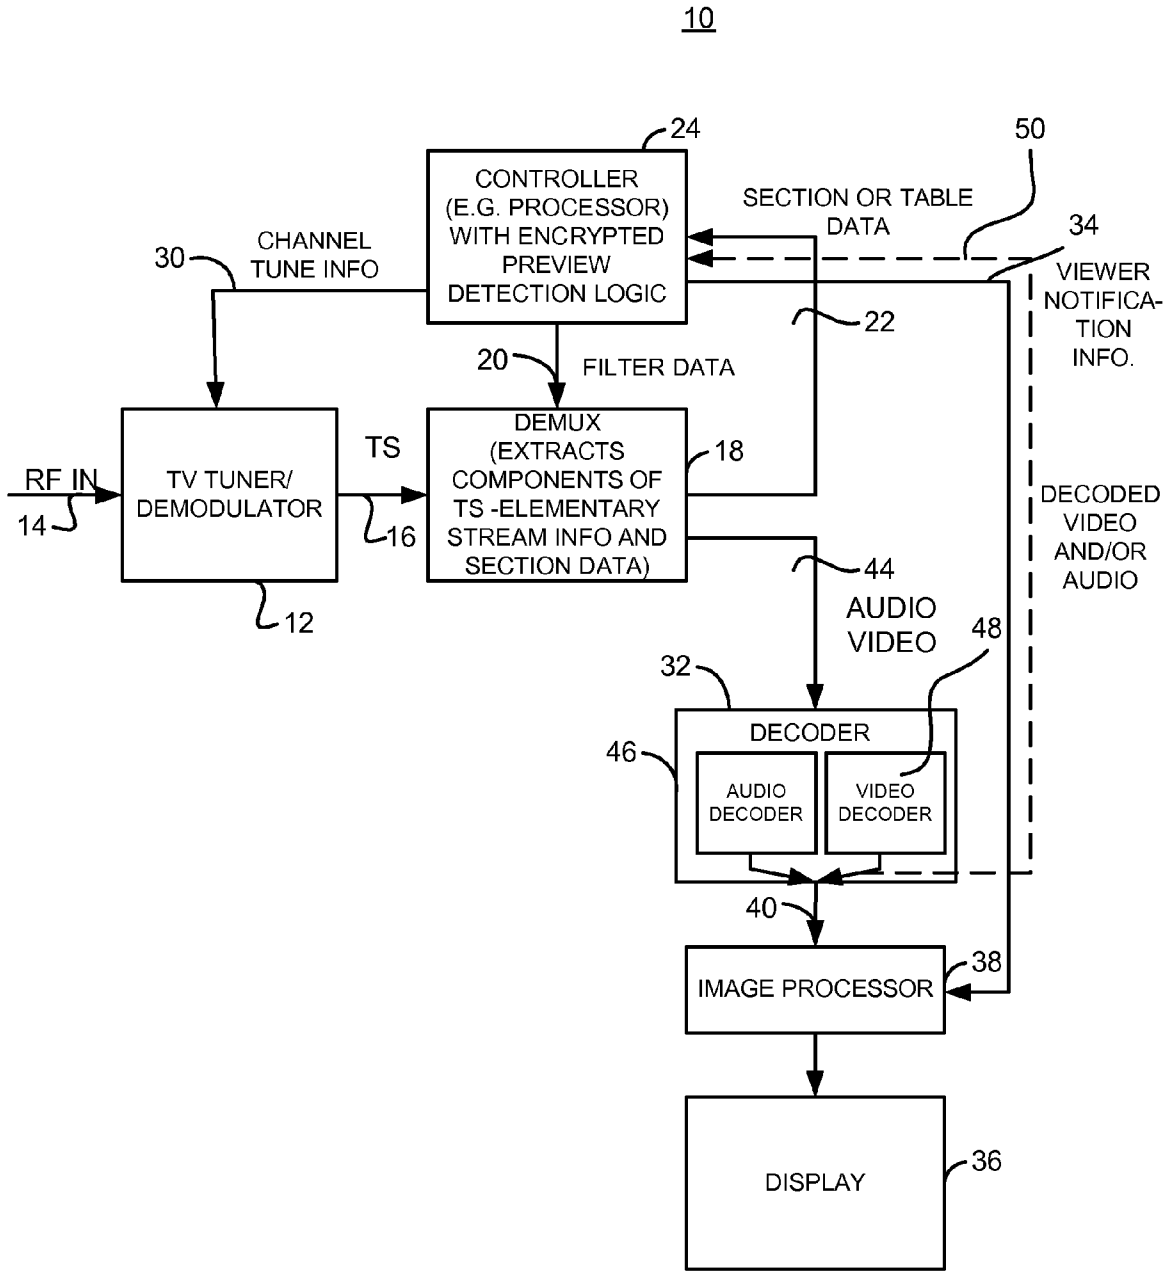 10
24
50
CONTROLLER
(E.G. PROCESSOR)
WITH ENCRYPTED
PREVIEW
DETECTION LOGIC
SECTION OR TABLE
DATA
34
CHANNEL
TUNE INFO
30
VIEWER
NOTIFICA-
TION
INFO.
22
20
FILTER DATA
TS
DEMUX
(EXTRACTS
COMPONENTS OF
TS -ELEMENTARY
STREAM INFO AND
SECTION DATA)
18
RF IN
14
TV TUNER/
DEMODULATOR
16
12
DECODED
VIDEO
AND/OR
AUDIO
44
AUDIO
VIDEO
48
32
DECODER
46
AUDIO
DECODER
VIDEO
DECODER
40
IMAGE PROCESSOR
38
DISPLAY
36